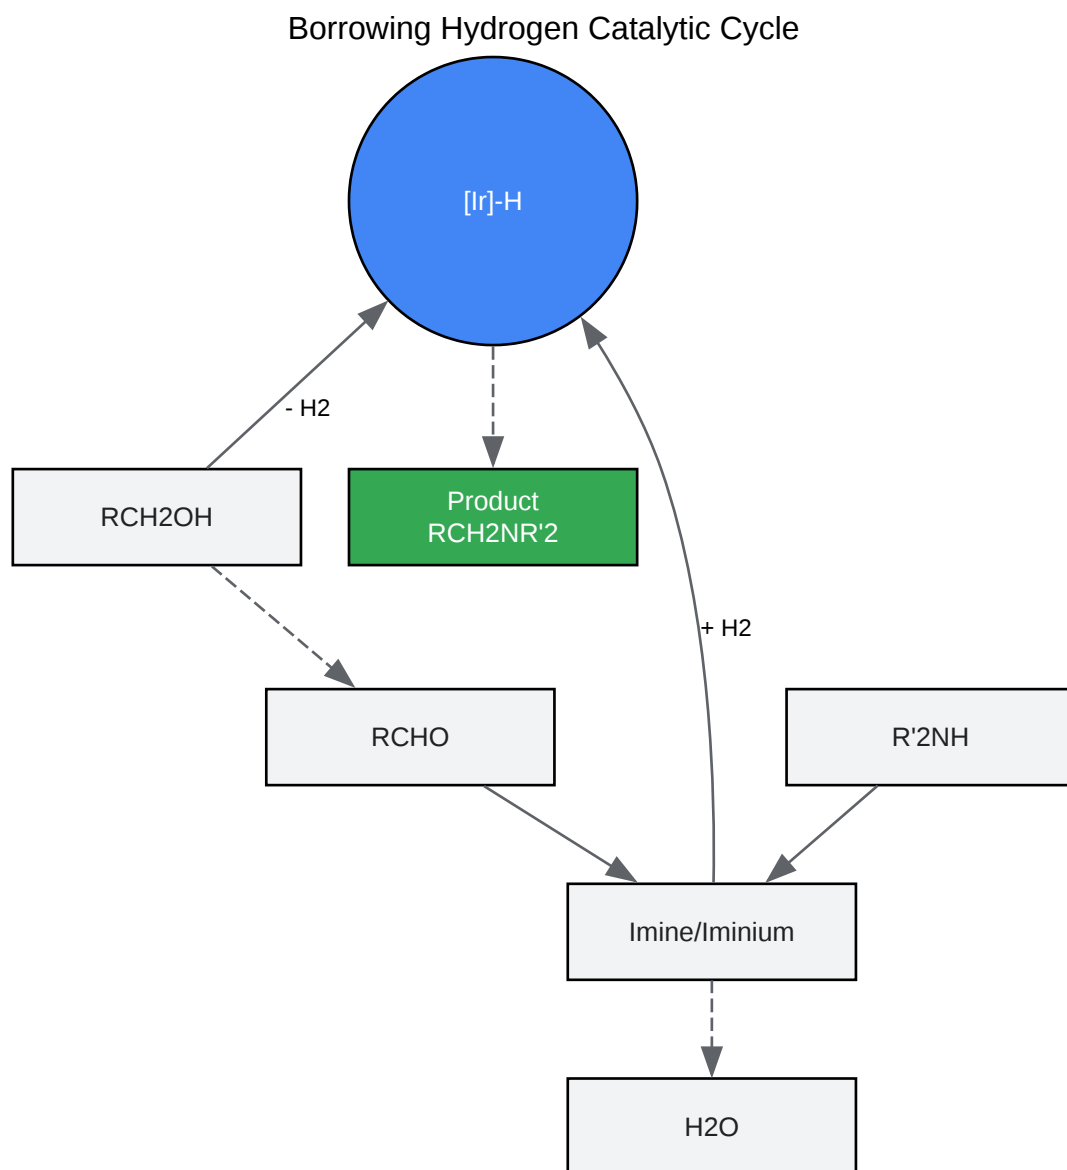 Borrowing Hydrogen Catalytic Cycle
[Ir]-H
- H2
RCH2OH
Product
RCH2NR'2
+ H2
RCHO
R'2NH
Imine/Iminium
H2O